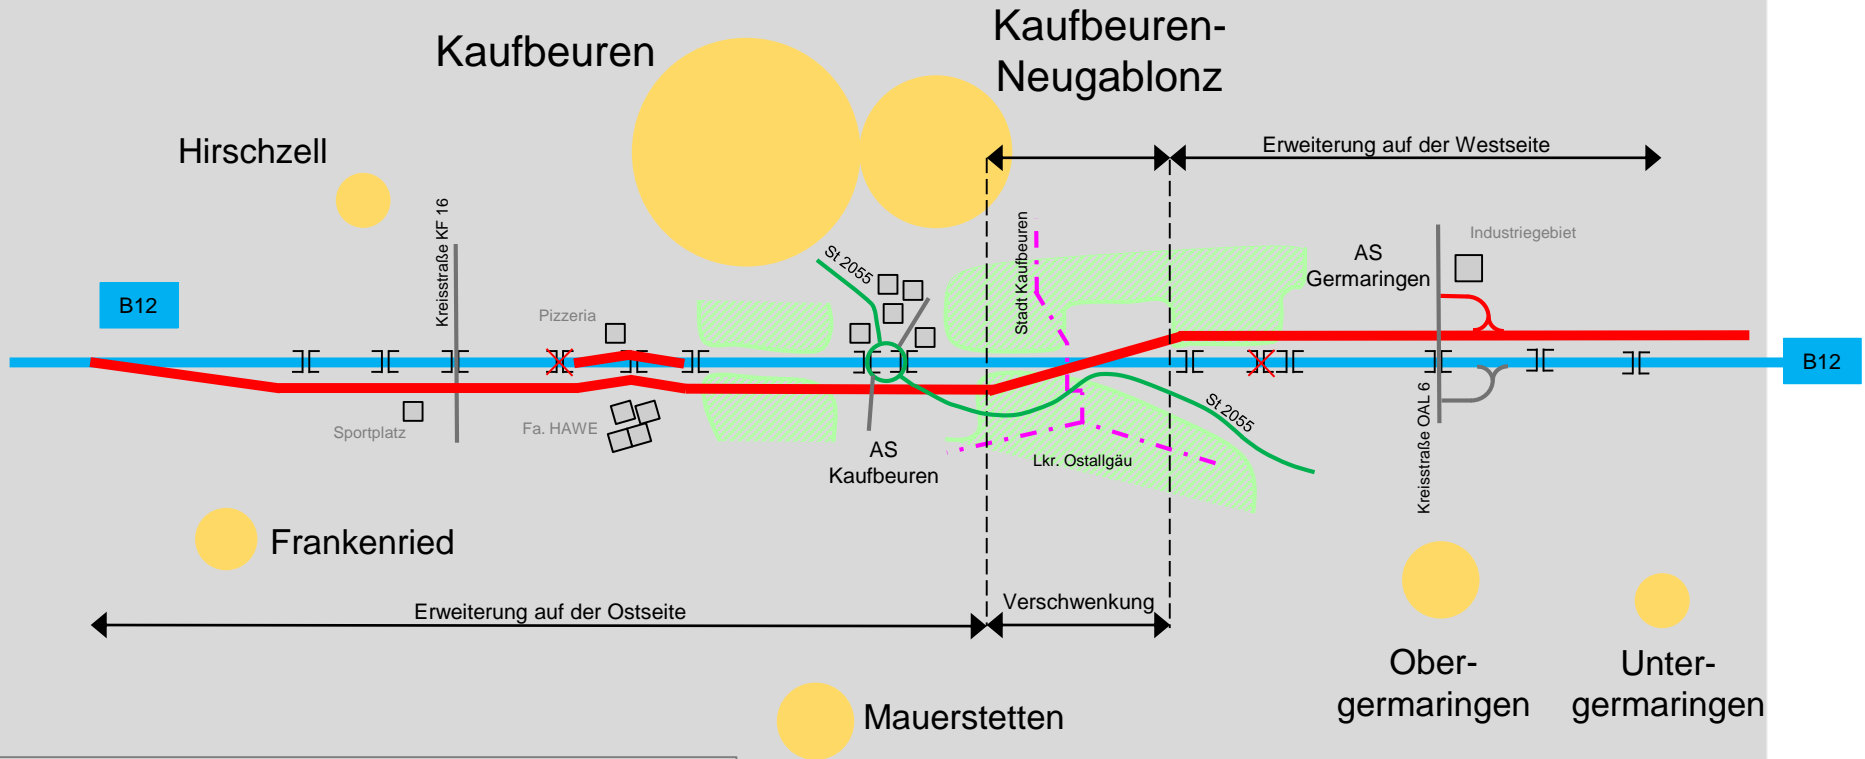 Kaufbeuren
Kaufbeuren-
Neugablonz
Hirschzell
Erweiterung auf der Westseite
Kreisstraße KF 16
Stadt Kaufbeuren
St 2055
AS
Germaringen
Industriegebiet
B12
Pizzeria
B12
Sportplatz
Fa. HAWE
AS
Kaufbeuren
Lkr. Ostallgäu
St 2055
Kreisstraße OAL 6
Frankenried
Erweiterung auf der Ostseite
Verschwenkung
Ober-
germaringen
Unter-
germaringen
Mauerstetten